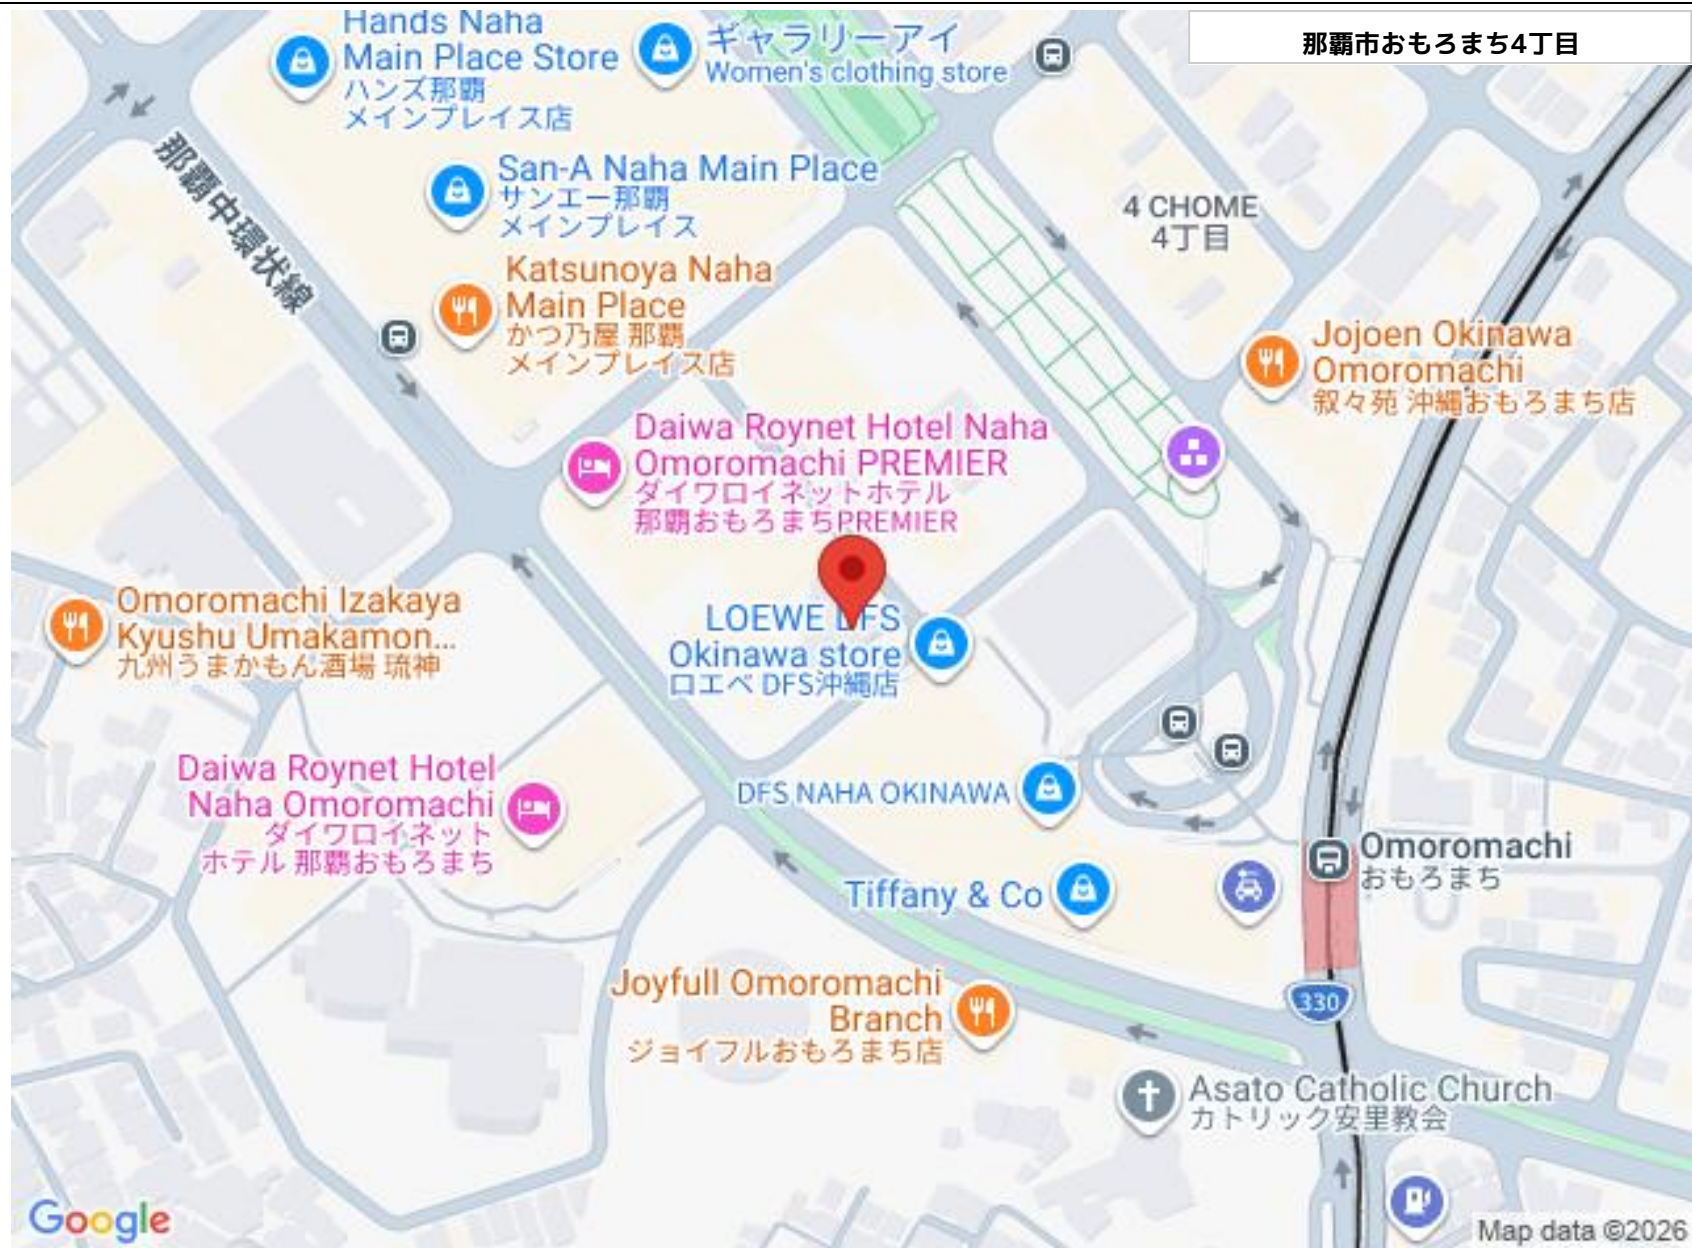 Hands Naha
Main Place Store
ハンズ那覇
メインプレイス店
ギャラリーアイ
Women's clothing store
那覇市おもろまち4丁目
那覇中環状線
San-A Naha Main Place
サンエー那覇
メインプレイス
4 CHOME
4丁目
Katsunoya Naha
Main Place
かつ乃屋 那覇
メインプレイス店
Jojoen Okinawa
Omoromachi
叙々苑 沖縄おもろまち店
Daiwa Roynet Hotel Naha
Omoromachi PREMIER
ダイワロイネットホテル
那覇おもろまちPREMIER
Omoromachi Izakaya
Kyushu Umakamon...
九州うまかもん酒場 琉神
LOEWE DFS
Okinawa store
ロエベ DFS沖縄店
Daiwa Roynet Hotel
Naha Omoromachi
ダイワロイネット
ホテル 那覇おもろまち
DFS NAHA OKINAWA
Omoromachi
おもろまち
Tiffany & Co
Joyfull Omoromachi
Branch
ジョイフルおもろまち店
330
Asato Catholic Church
カトリック安里教会
Google
Map data ©2026